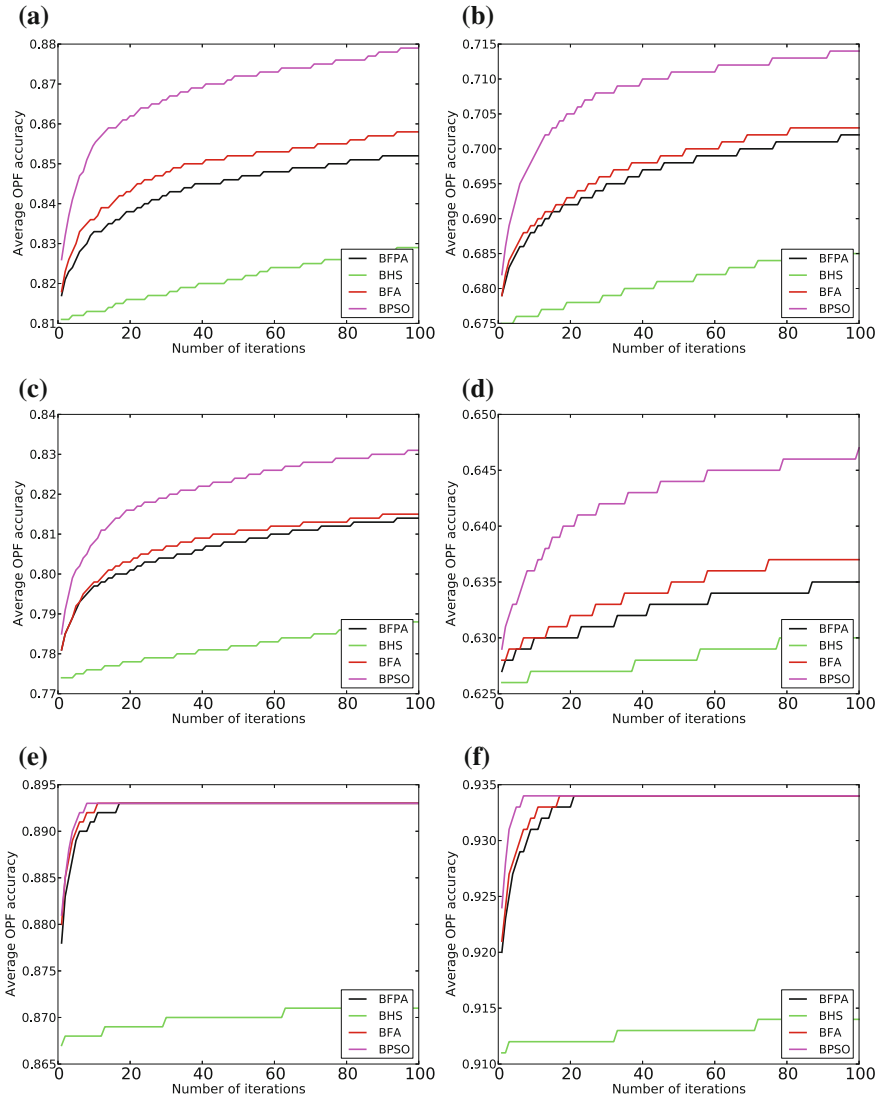 (a)
(b)
0.88
0.87
0.86
0.85
0.84
0.83
0.82
0.81
Average OPF accuracy
0
20
40
60
80
100
Number of iterations
BFPA
BHS
BFA
BPSO
0.715
0.710
0.705
0.700
0.695
0.690
0.685
0.680
0.675
Average OPF accuracy
0
20
40
60
80
100
Number of iterations
BFPA
BHS
BFA
BPSO
(c)
(d)
0.84
0.83
0.82
0.81
0.80
0.79
0.78
0.77
Average OPF accuracy
0
20
40
60
80
100
Number of iterations
BFPA
BHS
BFA
BPSO
0.650
0.645
0.640
0.635
0.630
0.625
Average OPF accuracy
0
20
40
60
80
100
Number of iterations
BFPA
BHS
BFA
BPSO
(e)
(f)
0.895
0.890
0.885
0.880
0.875
0.870
0.865
Average OPF accuracy
0
20
40
60
80
100
Number of iterations
BFPA
BHS
BFA
BPSO
0.935
0.930
0.925
0.920
0.915
0.910
Average OPF accuracy
0
20
40
60
80
100
Number of iterations
BFPA
BHS
BFA
BPSO